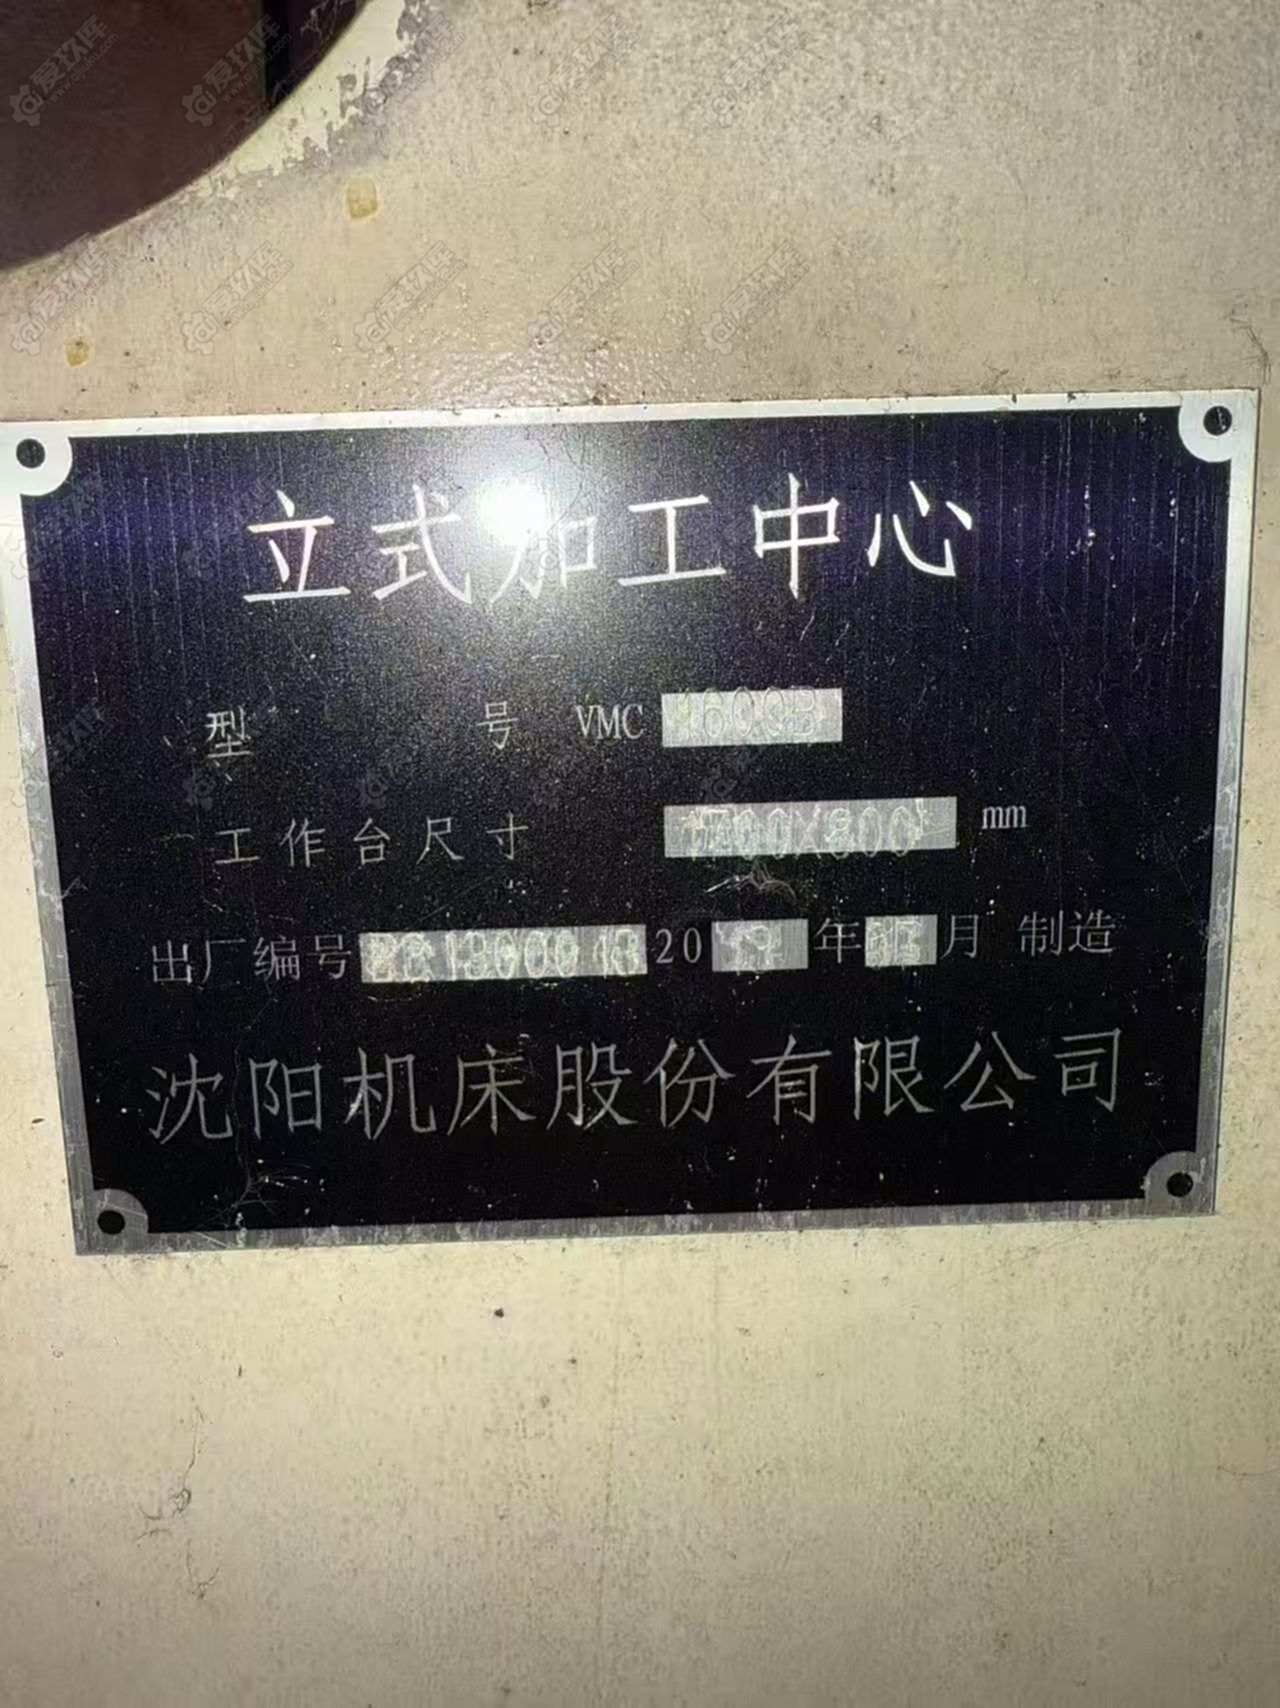 立式加工中心
型号 VMC 1600B
工作台尺寸 mm
出厂编号 20 年 月 制造
沈阳机床股份有限公司